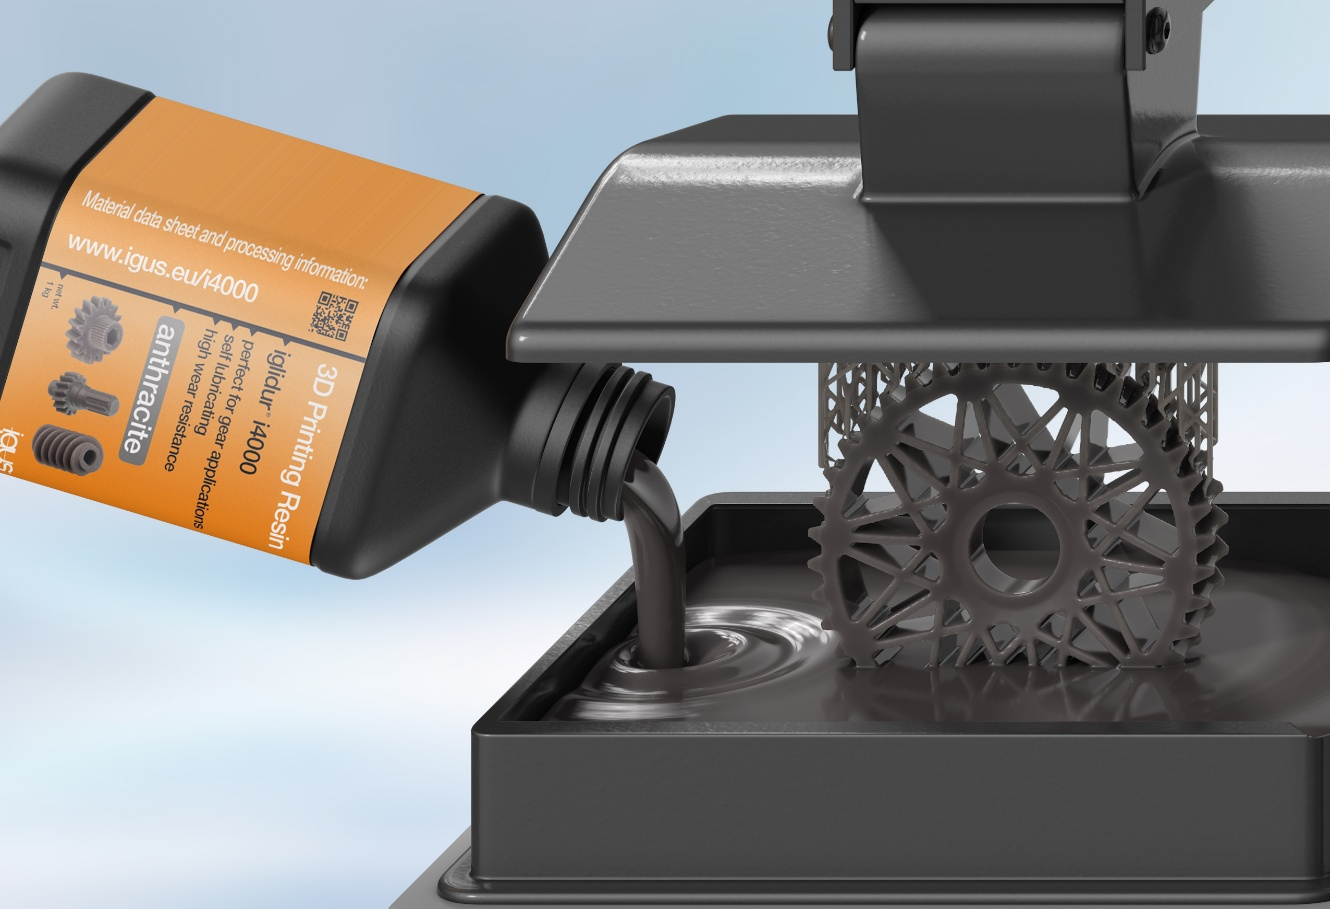 Material data sheet and processing information:
www.igus.eu/i4000
3D Printing Resin
iglidur® i4000
perfect for gear applications
self lubricating
high wear resistance
anthracite
net wt.
1 kg
igus